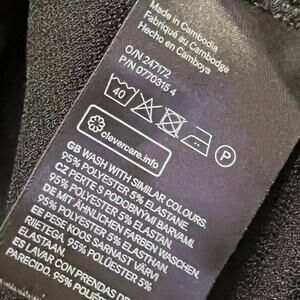 Made in Cambodia
Fabriqué au Cambodge
Hecho en Camboya
O/N 247172
P/N 0770315 4
40
P
clevercare.info
GB WASH WITH SIMILAR COLOURS.
95% POLYESTER 5% ELASTANE
CZ PERTE S PODOBNÝMI BARVAMI.
95% POLYESTER 5% ELASTAN
DE MIT ÄHNLICHEN FARBEN WASCHEN.
95% POLYESTER 5% ELASTHAN
EE PESE KOOS SARNAST VÄRVI
ELASTAAN.
ES LAVAR CON PRENDAS DE
PARECIDO. 95% POLIÉSTER 5%